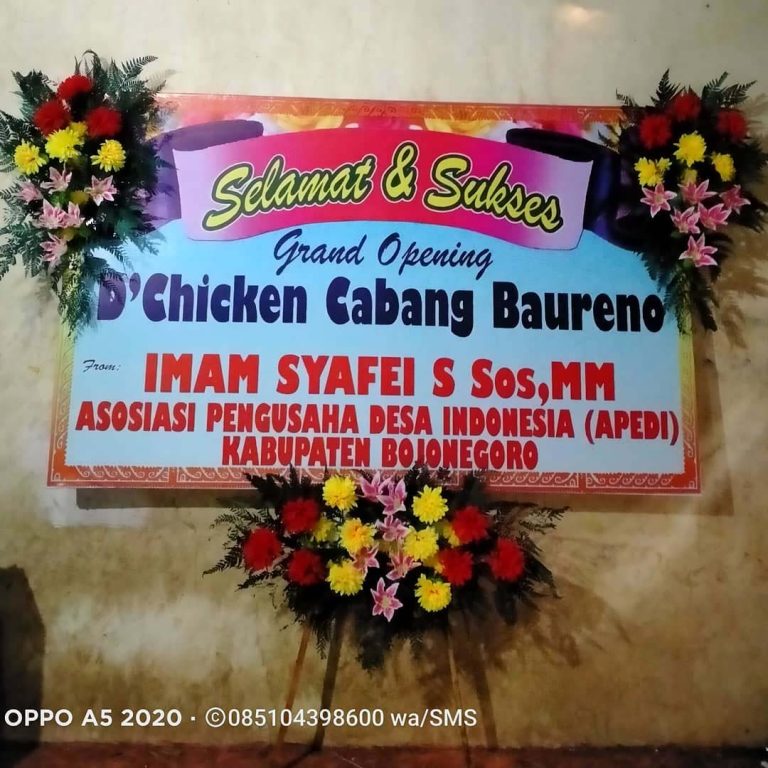 Selamat & Sukses
Grand Opening
D'Chicken Cabang Baureno
From:
IMAM SYAFEI S Sos,MM
ASOSIASI PENGUSAHA DESA INDONESIA (APEDI)
KABUPATEN BOJONEGORO
OPPO A5 2020 · ©085104398600 wa/SMS